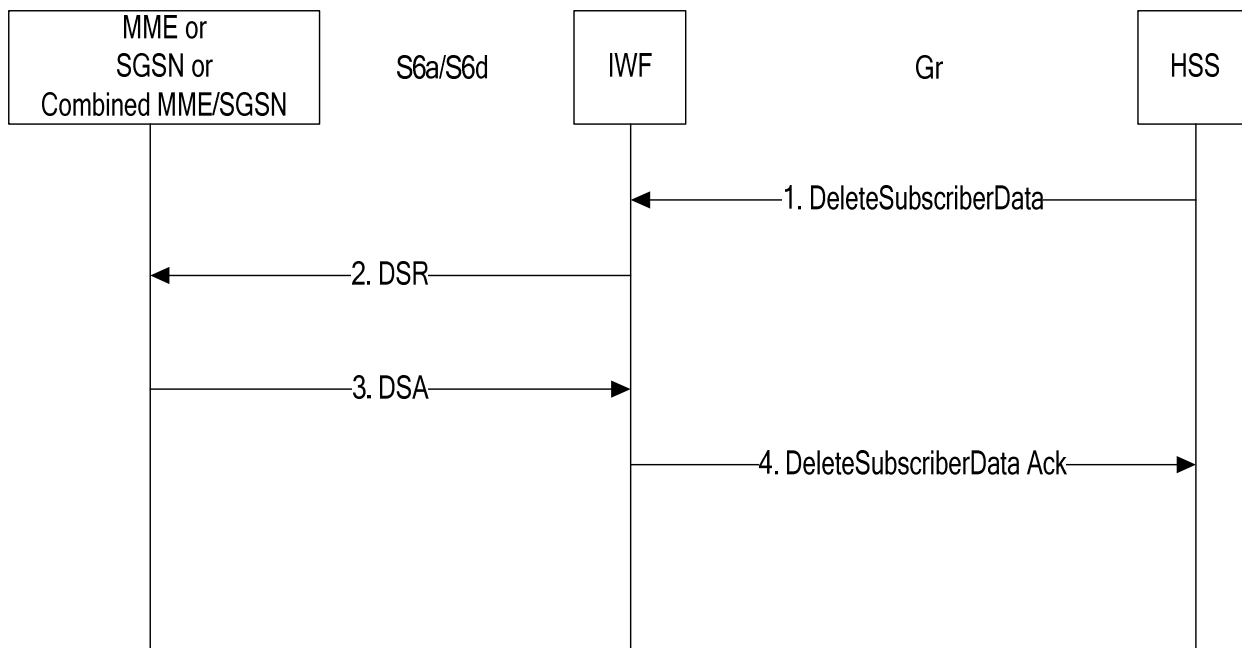 MME or
SGSN or
Combined MME/SGSN
S6a/S6d
IWF
Gr
HSS
1. DeleteSubscriberData
2. DSR
3. DSA
4. DeleteSubscriberData Ack